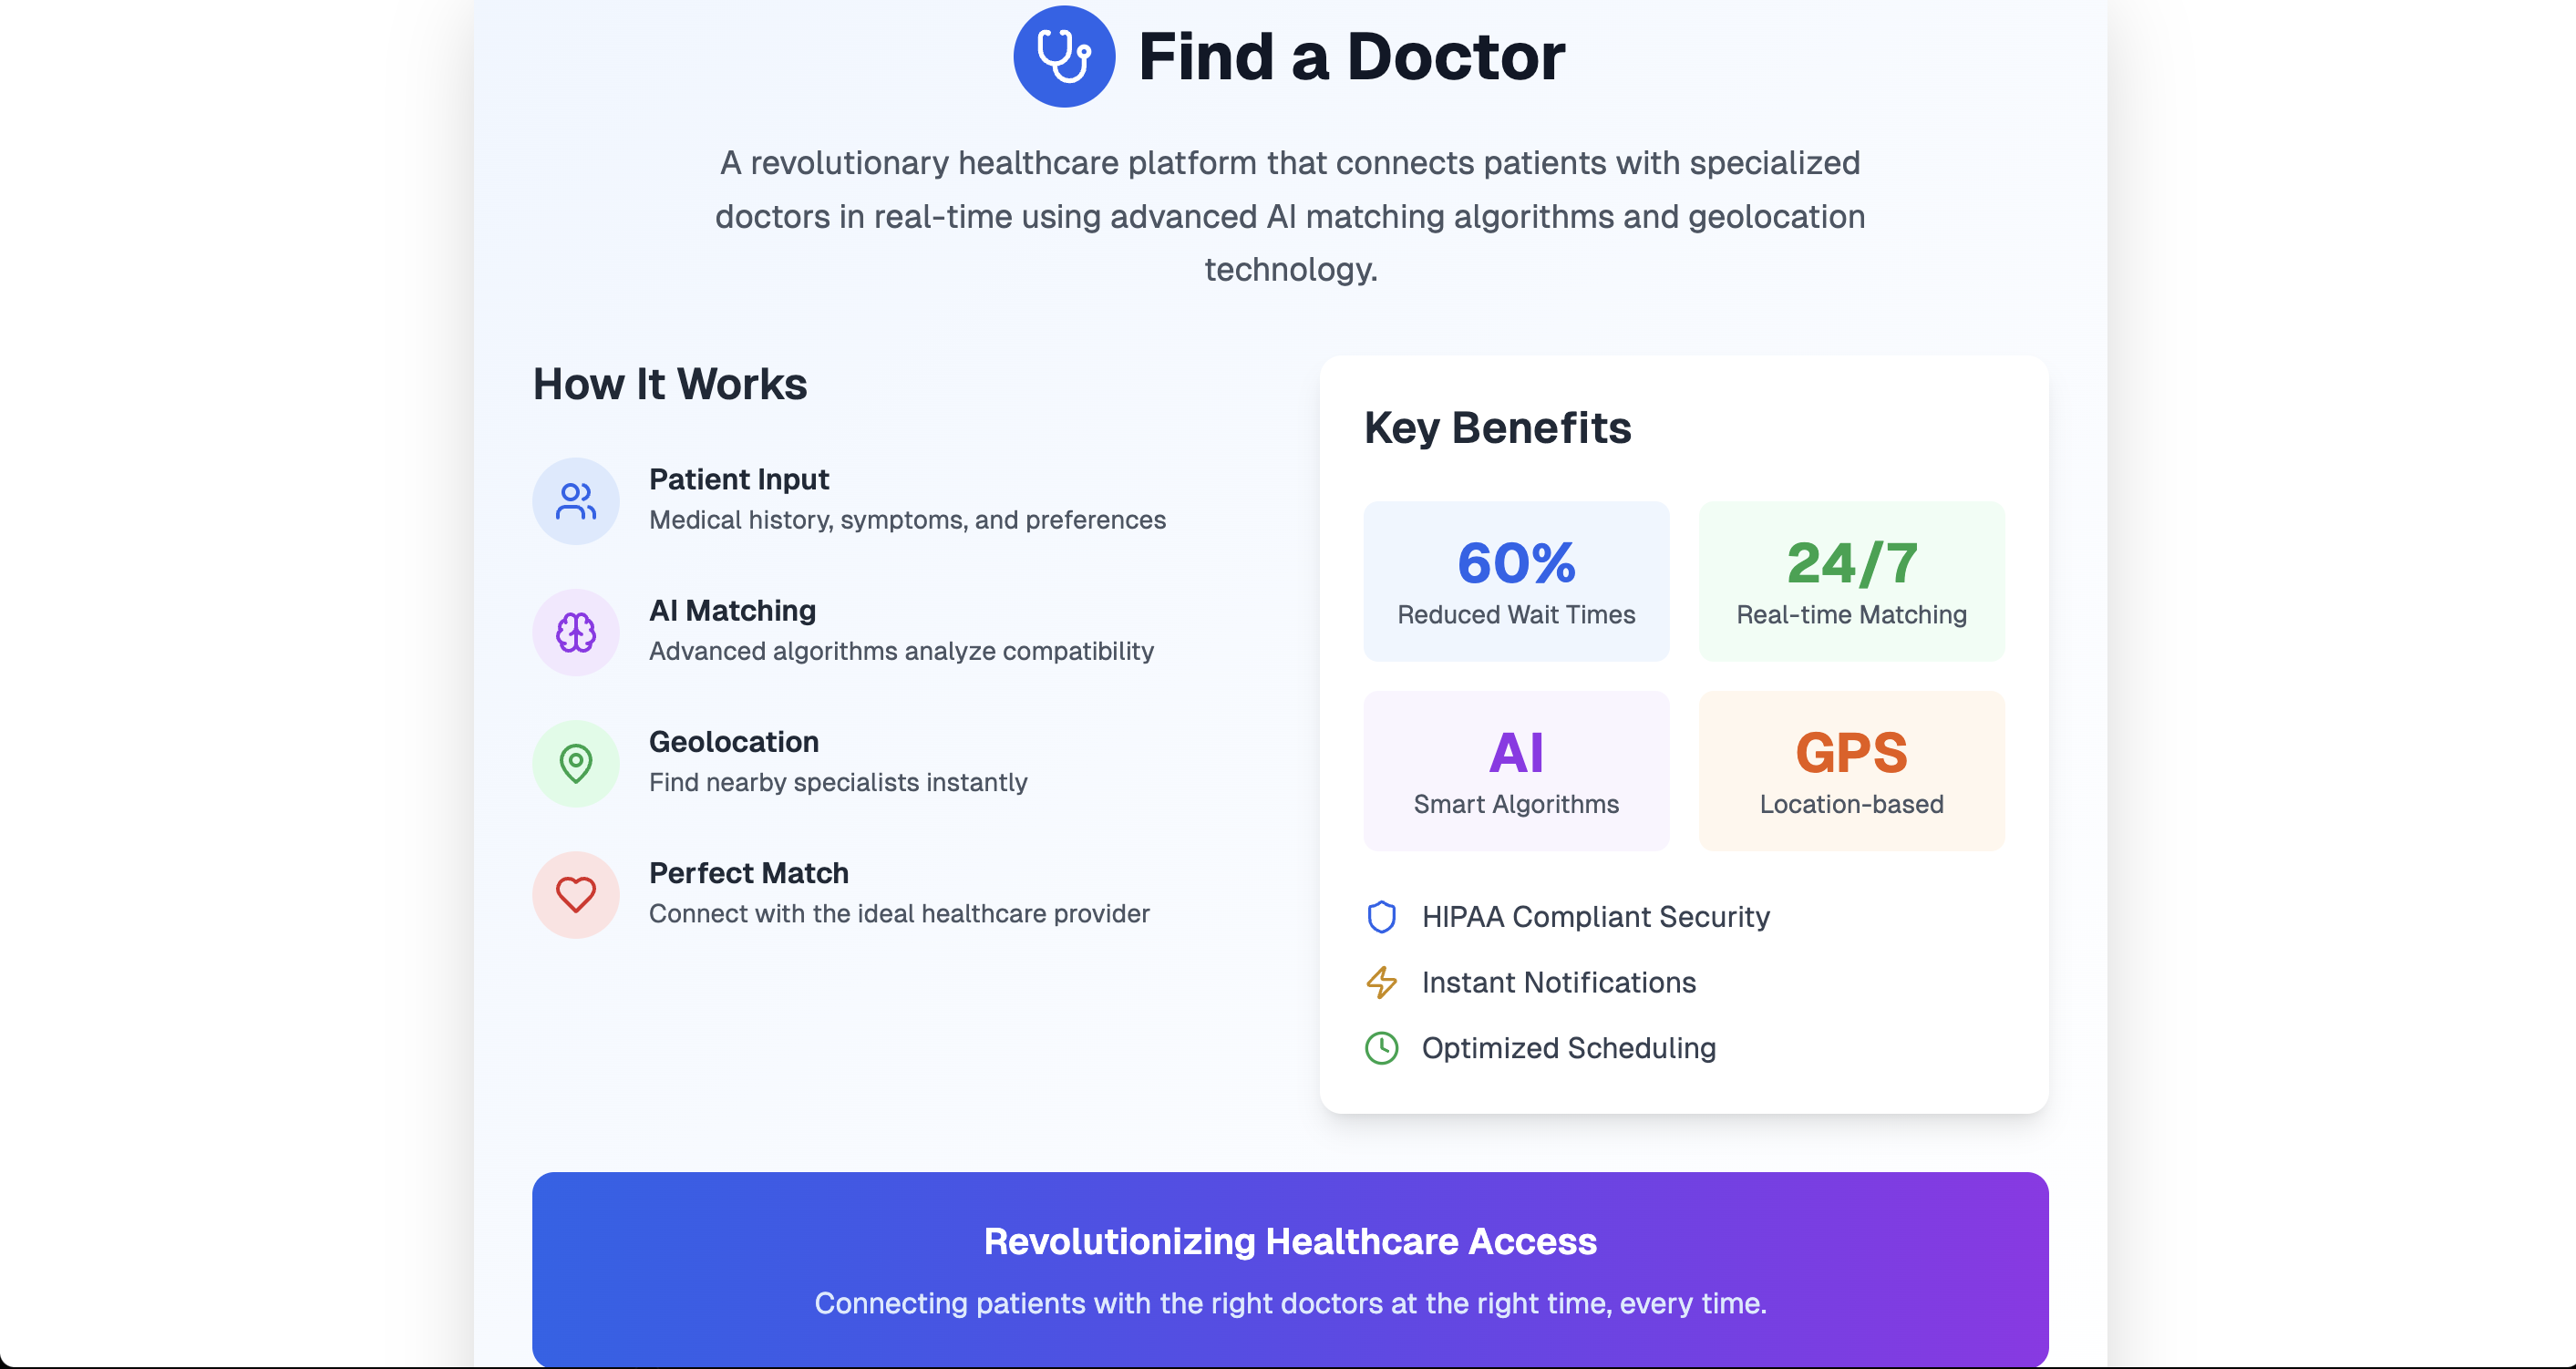 Find a Doctor
A revolutionary healthcare platform that connects patients with specialized
doctors in real-time using advanced AI matching algorithms and geolocation
technology.
How It Works
Patient Input
Medical history, symptoms, and preferences
AI Matching
Advanced algorithms analyze compatibility
Geolocation
Find nearby specialists instantly
Perfect Match
Connect with the ideal healthcare provider
Key Benefits
60%
Reduced Wait Times
24/7
Real-time Matching
AI
Smart Algorithms
GPS
Location-based
HIPAA Compliant Security
Instant Notifications
Optimized Scheduling
Revolutionizing Healthcare Access
Connecting patients with the right doctors at the right time, every time.